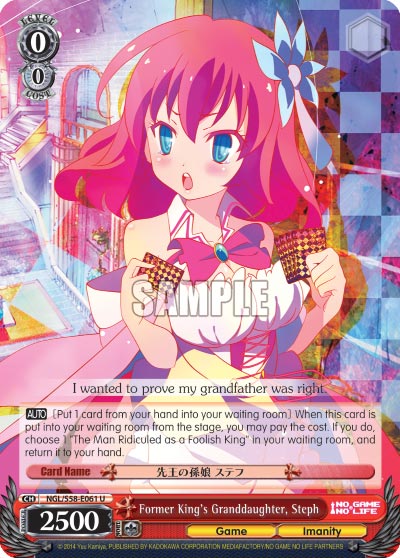 LEVEL
0
0
COST
SAMPLE
I wanted to prove my grandfather was right.
AUTO [Put 1 card from your hand into your waiting room] When this card is
put into your waiting room from the stage, you may pay the cost. If you do,
choose 1 "The Man Ridiculed as a Foolish King" in your waiting room, and
return it to your hand.
Card Name
先王の孫娘 ステフ
CH NGL/S58-E061 U
2500
Former King's Granddaughter, Steph
NO GAME NO LIFE
Game
Imanity
© 2014 Yuu Kamiya, PUBLISHED BY KADOKAWA CORPORATION MEDIAFACTORY/NO GAME NO LIFE PARTNERS